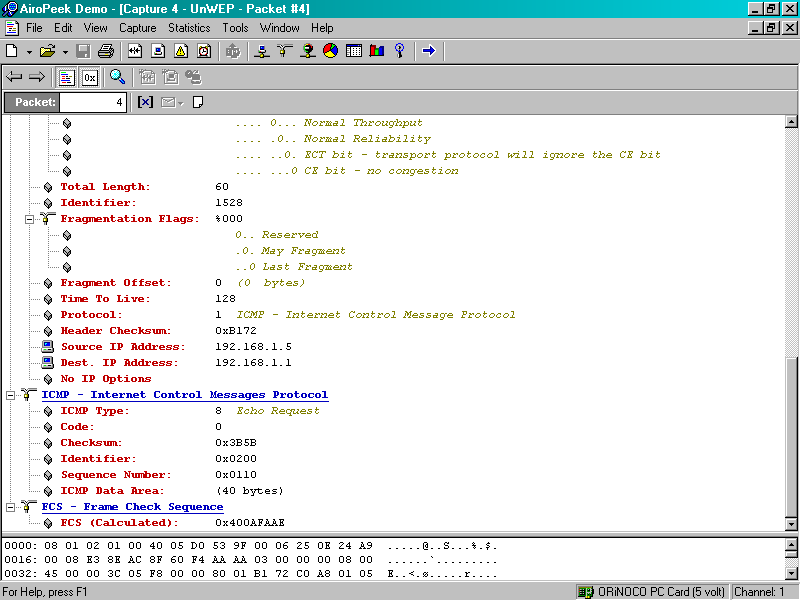 AiroPeek Demo - [Capture 4 - UnWEP - Packet #4]
File Edit View Capture Statistics Tools Window Help
0x
Packet: 4 [x]
.... 0... Normal Throughput
.... .0.. Normal Reliability
.... ..0. ECT bit - transport protocol will ignore the CE bit
.... ...0 CE bit - no congestion
Total Length: 60
Identifier: 1528
Fragmentation Flags: %000
0.. Reserved
.0. May Fragment
..0 Last Fragment
Fragment Offset: 0 (0 bytes)
Time To Live: 128
Protocol: 1 ICMP - Internet Control Message Protocol
Header Checksum: 0xB172
Source IP Address: 192.168.1.5
Dest. IP Address: 192.168.1.1
No IP Options
ICMP - Internet Control Messages Protocol
ICMP Type: 8 Echo Request
Code: 0
Checksum: 0x3B5B
Identifier: 0x0200
Sequence Number: 0x0110
ICMP Data Area: (40 bytes)
FCS - Frame Check Sequence
FCS (Calculated): 0x400AFAAE
0000: 08 01 02 01 00 40 05 D0 53 9F 00 06 25 0E 24 A9 .....@..S...%.$.
0016: 00 08 E3 8E AC 8F 60 F4 AA AA 03 00 00 00 08 00 ......`.........
0032: 45 00 00 3C 05 F8 00 00 80 01 B1 72 C0 A8 01 05 E..<.ø.....r....
For Help, press F1 ORiNOCO PC Card (5 volt) Channel: 1